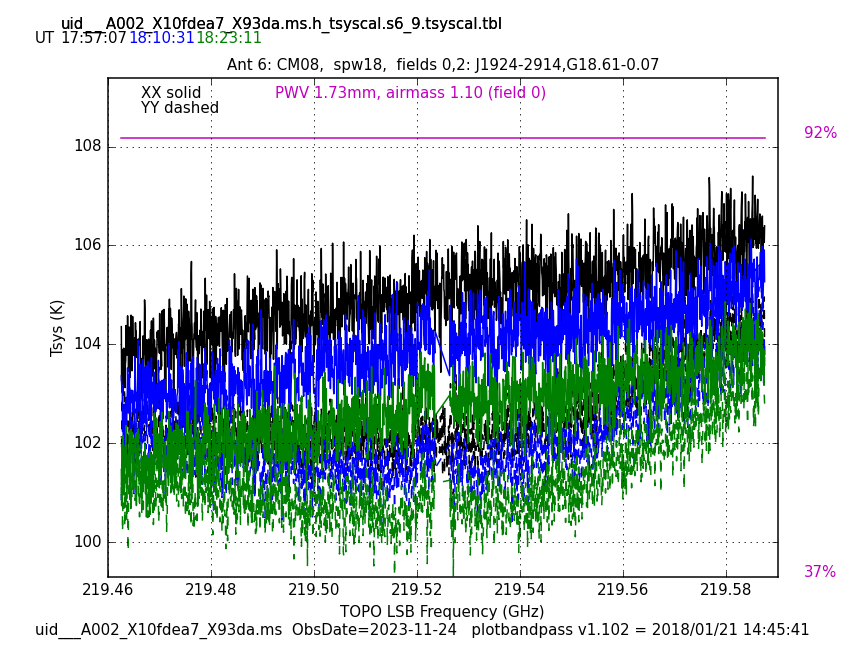 uid___A002_X10fdea7_X93da.ms.h_tsyscal.s6_9.tsyscal.tbl
UT 17:57:07 18:10:31 18:23:11
Ant 6: CM08,  spw18,  fields 0,2: J1924-2914,G18.61-0.07
XX solid PWV 1.73mm, airmass 1.10 (field 0)
YY dashed
92%
108
106
Tsys (K)
104
102
100
37%
219.46 219.48 219.50 219.52 219.54 219.56 219.58
TOPO LSB Frequency (GHz)
uid___A002_X10fdea7_X93da.ms  ObsDate=2023-11-24   plotbandpass v1.102 = 2018/01/21 14:45:41